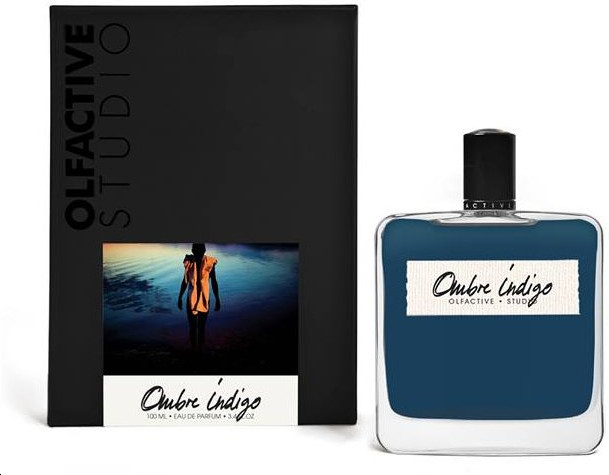 OLFACTIVE
STUDIO
Ombre indigo
100 ML • EAU DE PARFUM • 3.4 FL OZ
ACTIVE
Ombre indigo
OLFACTIVE • STUDIO